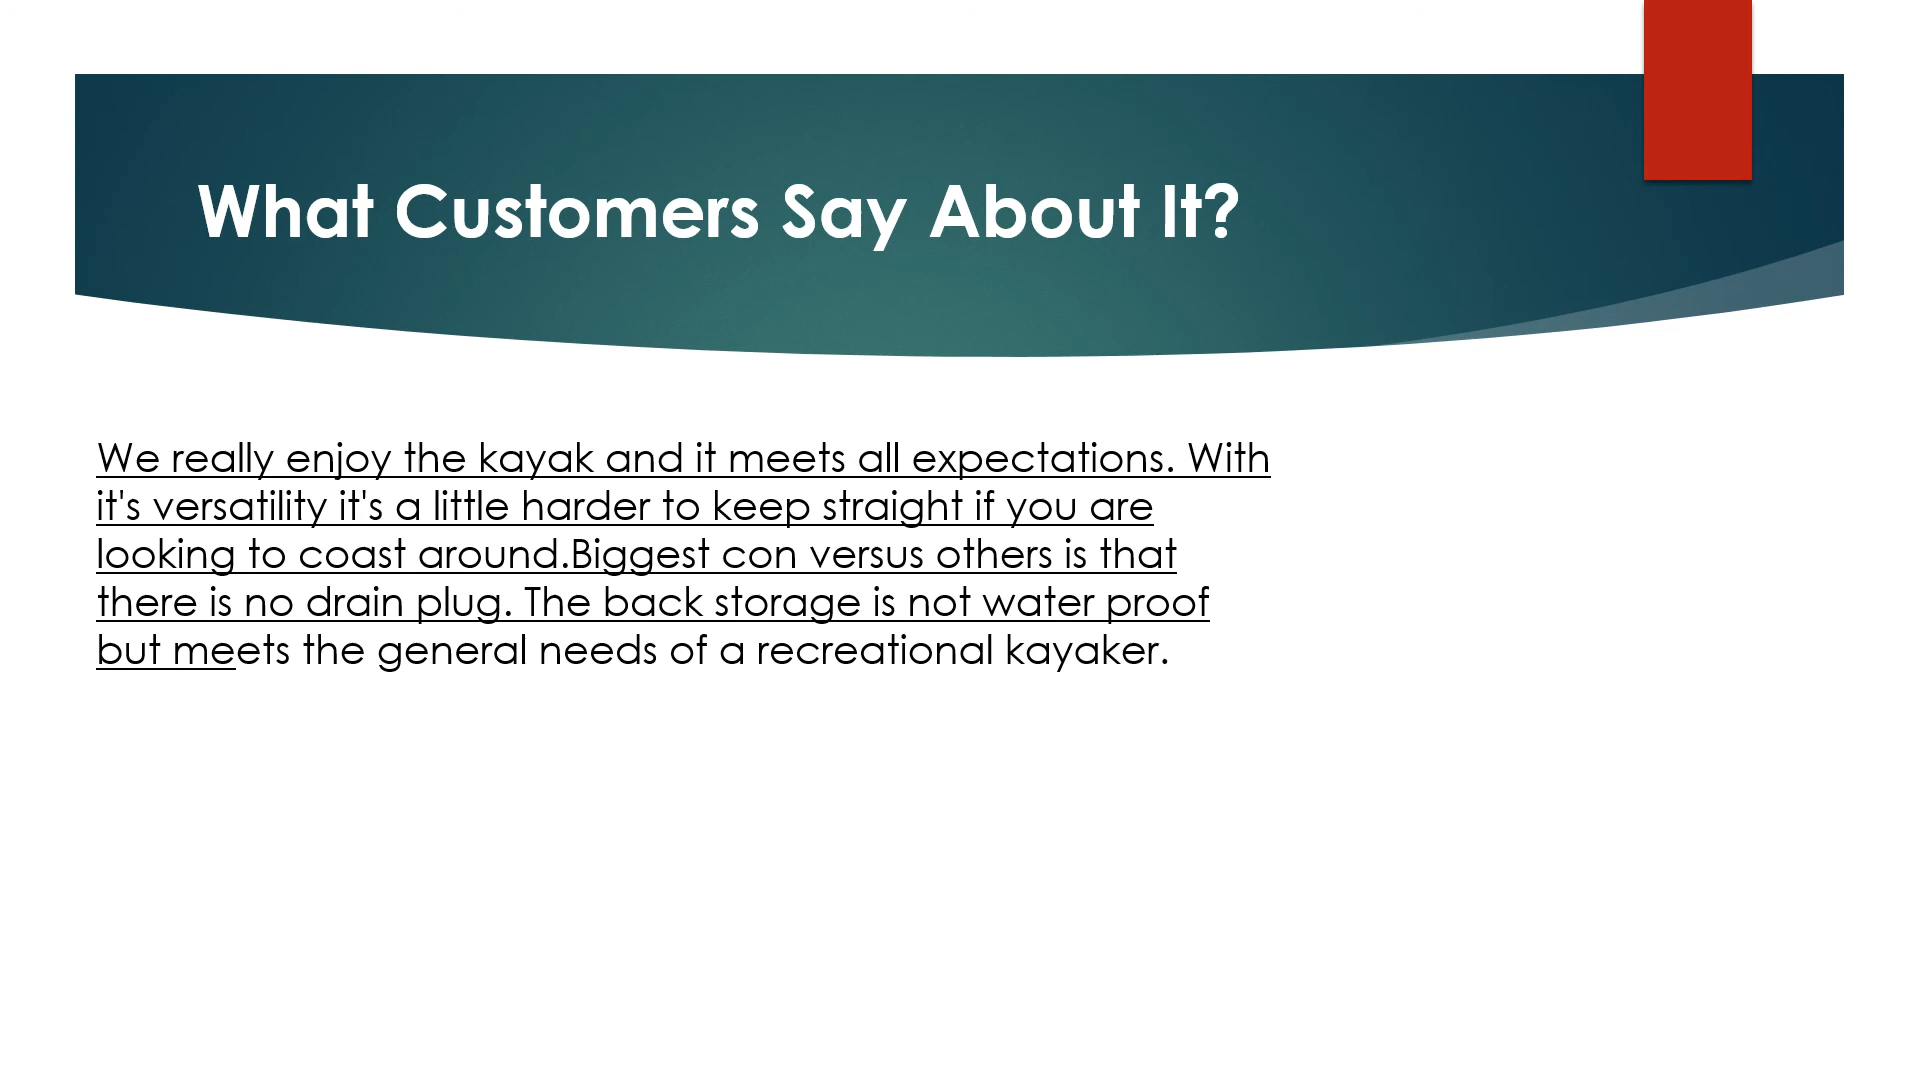 What Customers Say About It?
We really enjoy the kayak and it meets all expectations. With
it's versatility it's a little harder to keep straight if you are
looking to coast around.Biggest con versus others is that
there is no drain plug. The back storage is not water proof
but meets the general needs of a recreational kayaker.